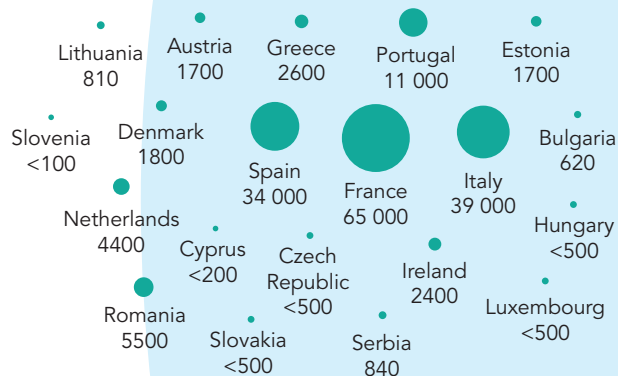 Lithuania
810
Austria
1700
Greece
2600
Portugal
11 000
Estonia
1700
Slovenia
<100
Denmark
1800
Spain
34 000
France
65 000
Italy
39 000
Bulgaria
620
Netherlands
4400
Cyprus
<200
Czech
Republic
<500
Ireland
2400
Hungary
<500
Romania
5500
Slovakia
<500
Serbia
840
Luxembourg
<500